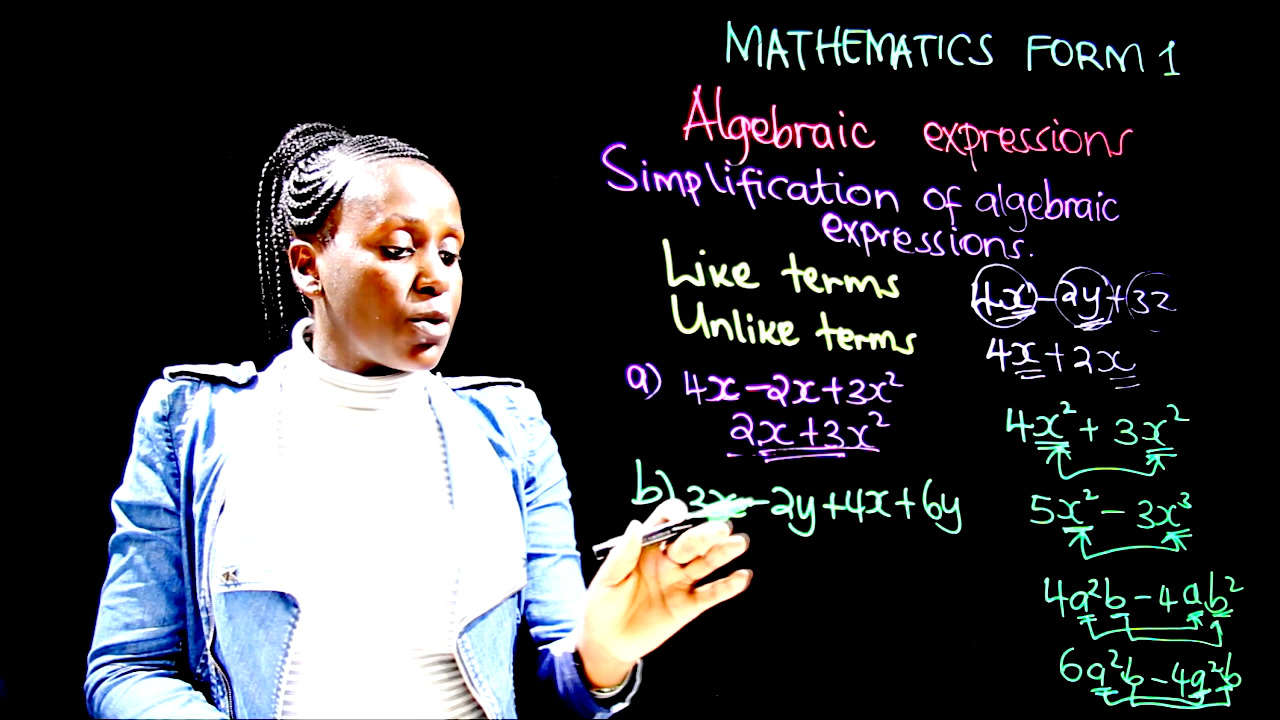 MATHEMATICS FORM 1
Algebraic expressions
Simplification of algebraic
expressions.
Like terms
Unlike terms
4x-2y+3z
4x+2x
a) 4x-2x+3x²
2x+3x²
b) 3x-2y+4x+6y
4x²+3x²
5x²-3x³
4a²b-4ab²
6a²b-4a²b